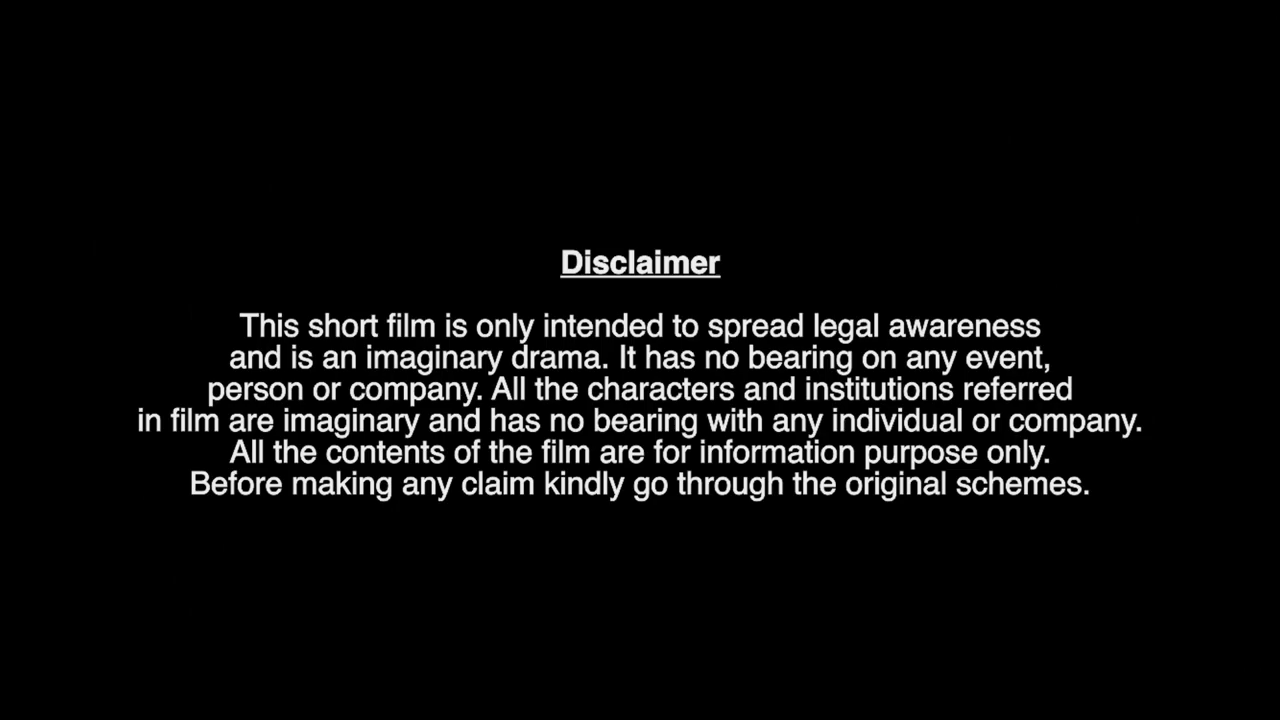 Disclaimer
This short film is only intended to spread legal awareness
and is an imaginary drama. It has no bearing on any event,
person or company. All the characters and institutions referred
in film are imaginary and has no bearing with any individual or company.
All the contents of the film are for information purpose only.
Before making any claim kindly go through the original schemes.